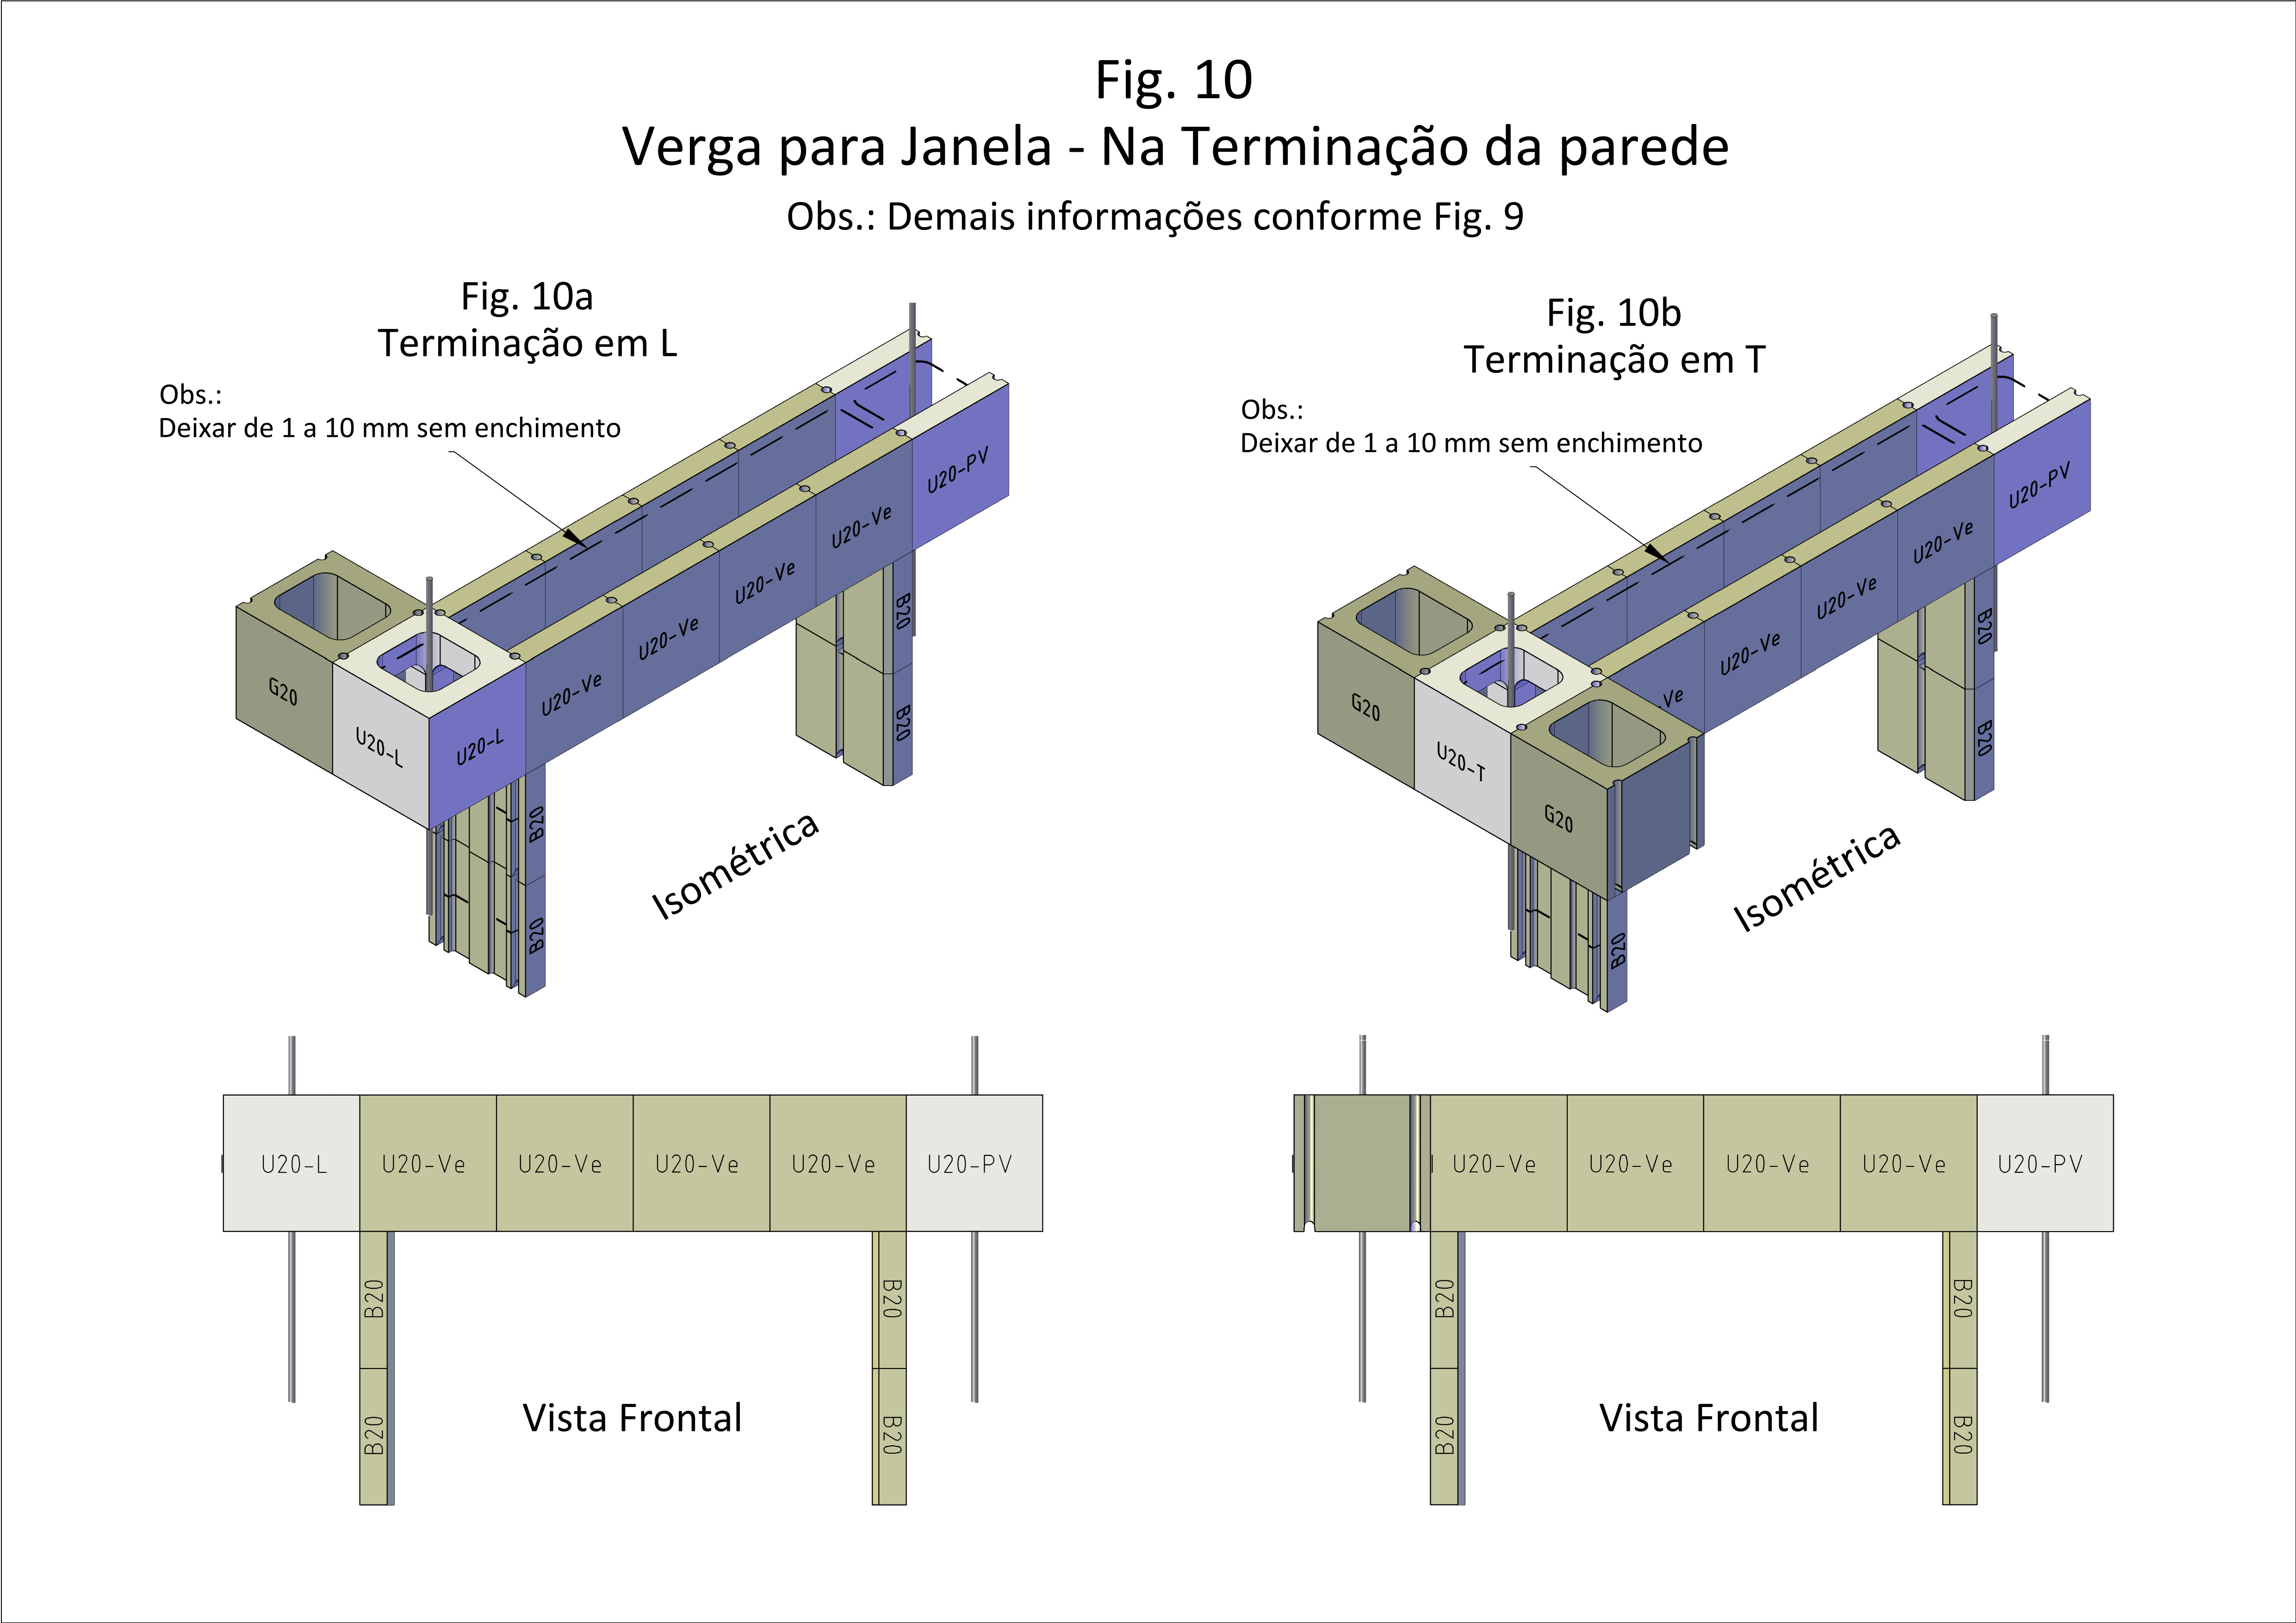 Fig. 10
Verga para Janela - Na Terminação da parede
Obs.: Demais informações conforme Fig. 9
Fig. 10a
Terminação em L
Obs.:
Deixar de 1 a 10 mm sem enchimento
U20-PV
U20-Ve
U20-Ve
U20-Ve
U20-Ve
U20-L
U20-L
G20
B20
B20
B20
B20
Isométrica
Fig. 10b
Terminação em T
Obs.:
Deixar de 1 a 10 mm sem enchimento
U20-PV
U20-Ve
U20-Ve
U20-Ve
-Ve
G20
U20-T
G20
B20
B20
B20
Isométrica
U20-L U20-Ve U20-Ve U20-Ve U20-Ve U20-PV
B20 B20
B20 B20
Vista Frontal
U20-Ve U20-Ve U20-Ve U20-Ve U20-PV
B20 B20
B20 B20
Vista Frontal